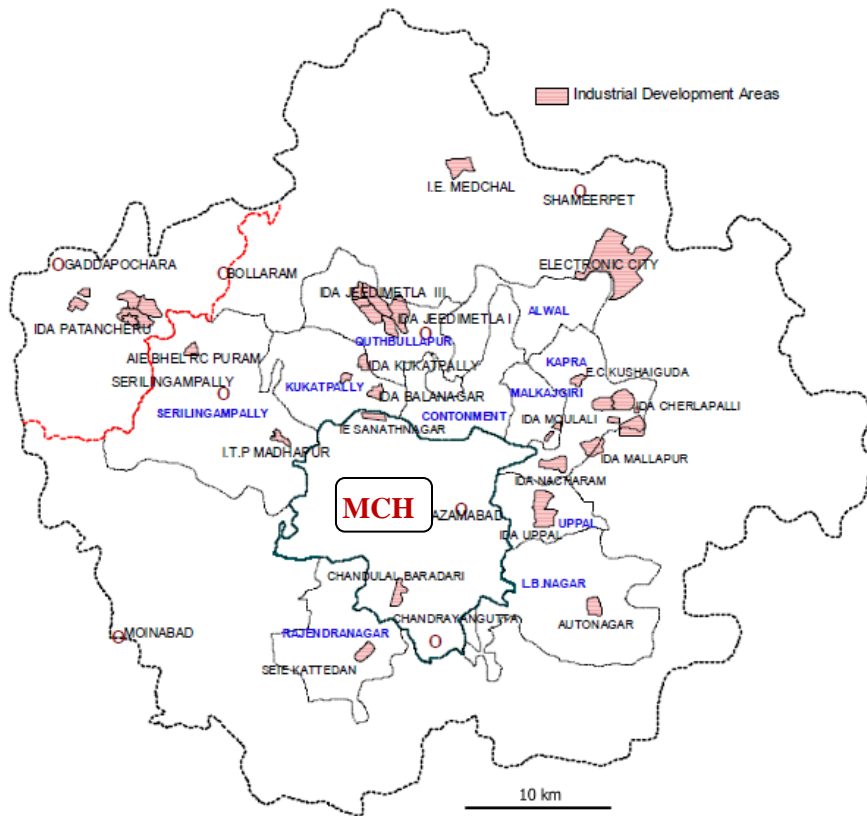 Industrial Development Areas
I.E. MEDCHAL
SHAMEERPET
GADDAPOCHARA
BOLLARAM
ELECTRONIC CITY
IDA JEEDIMETLA III
IDA PATANCHERU
IDA JEEDIMETLA I
ALWAL
QUTHBULLAPUR
AIE BHEL RC PURAM
IDA KUKATPALLY
KAPRA
E.C KUSHAIGUDA
SERILINGAMPALLY
KUKATPALLY
IDA BALANAGAR
MALKAJGIRI
IDA CHERLAPALLI
SERILINGAMPALLY
CONTONMENT
IDA MOULALI
IE SANATHNAGAR
I.T.P MADHAPUR
IDA MALLAPUR
IDA NACHARAM
MCH
AZAMABAD
UPPAL
IDA UPPAL
CHANDULAL BARADARI
L.B.NAGAR
CHANDRAYANGUTTA
AUTONAGAR
MOINABAD
RAJENDRANAGAR
SEIE KATTEDAN
10 km